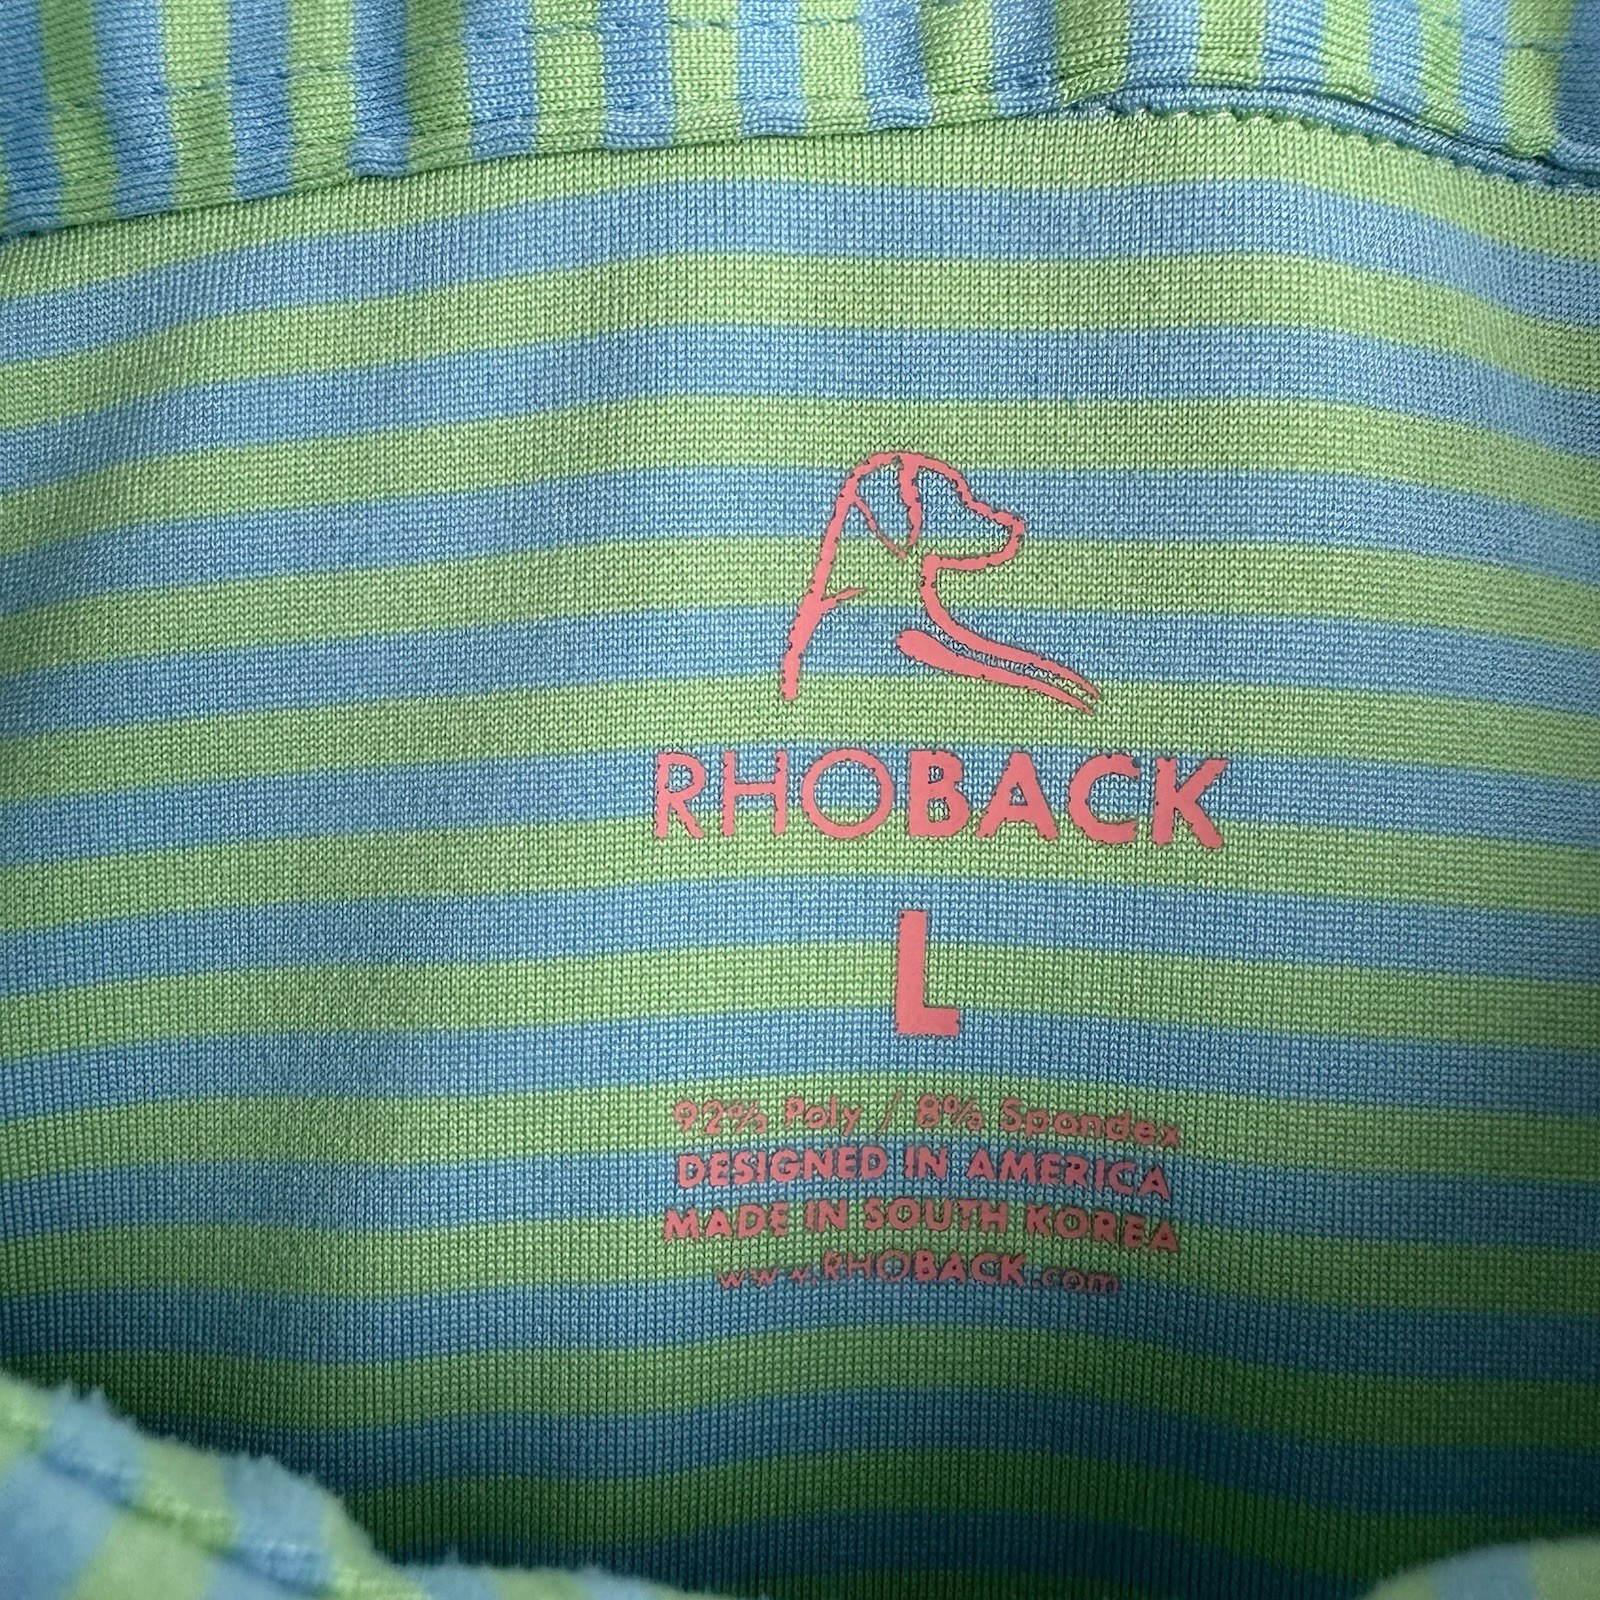 RHOBACK
L
92% Poly / 8% Spandex
DESIGNED IN AMERICA
MADE IN SOUTH KOREA
www.RHOBACK.com